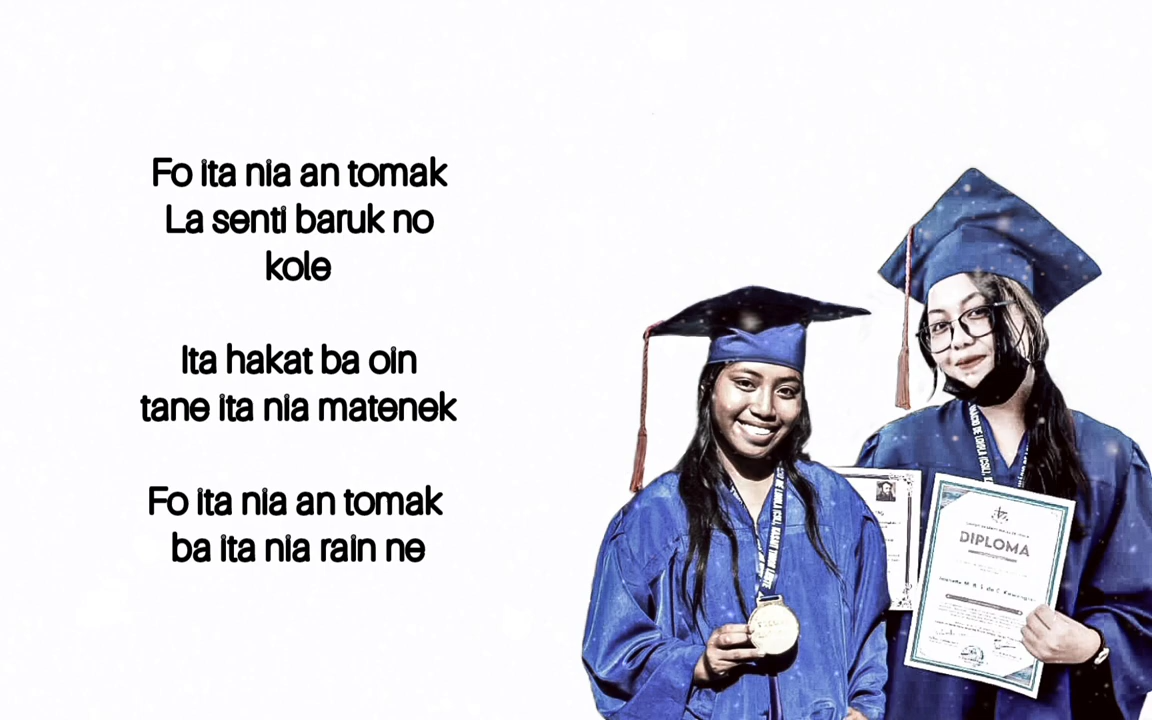 Fo ita nia an tomak
La senti baruk no
kole
Ita hakat ba oin
tane ita nia matenek
Fo ita nia an tomak
ba ita nia rain ne
DIPLOMA